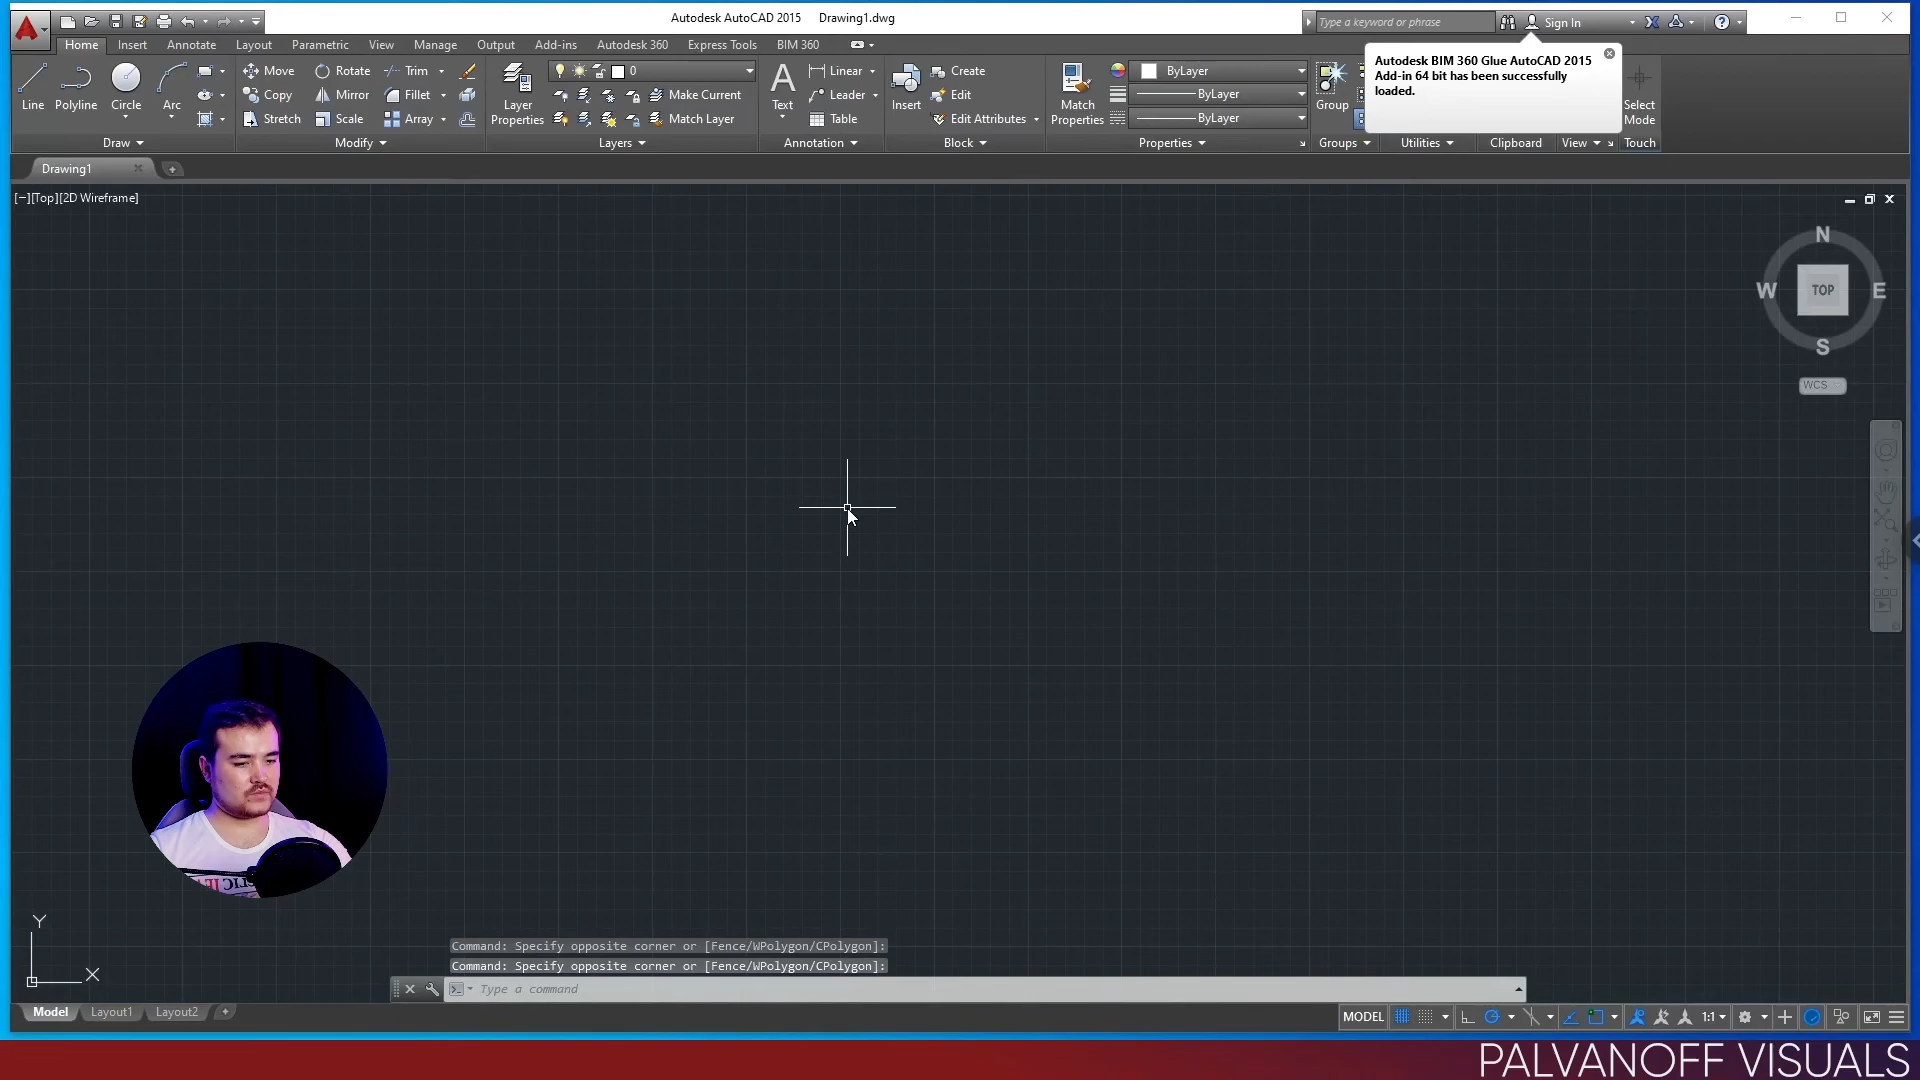 Autodesk AutoCAD 2015 Drawing1.dwg
Type a keyword or phrase
Sign In
Home Insert Annotate Layout Parametric View Manage Output Add-ins Autodesk 360 Express Tools BIM 360
Autodesk BIM 360 Glue AutoCAD 2015
Add-in 64 bit has been successfully
loaded.
Line Polyline Circle Arc
Move Rotate Trim
Copy Mirror Fillet
Stretch Scale Array
Layer
Properties
0
Make Current
Match Layer
Text
Linear
Leader
Table
Insert
Create
Edit
Edit Attributes
Match
Properties
ByLayer
ByLayer
ByLayer
Group
Select
Mode
Draw Modify Layers Annotation Block Properties Groups Utilities Clipboard View Touch
Drawing1
[−][Top][2D Wireframe]
N
W TOP E
S
WCS
Y
X
Command: Specify opposite corner or [Fence/WPolygon/CPolygon]:
Command: Specify opposite corner or [Fence/WPolygon/CPolygon]:
Type a command
Model Layout1 Layout2
MODEL 1:1
PALVANOFF VISUALS